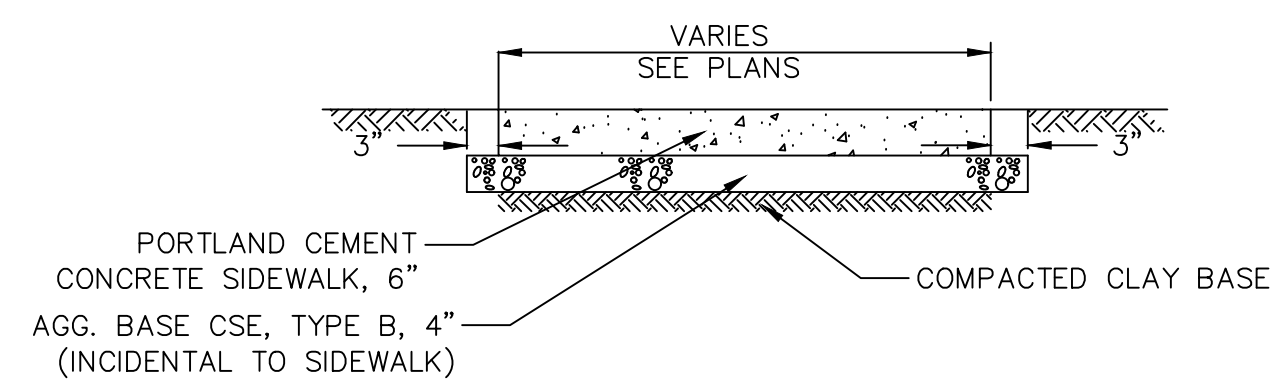 VARIES
SEE PLANS
3”
3”
PORTLAND CEMENT
CONCRETE SIDEWALK, 6”
COMPACTED CLAY BASE
AGG. BASE CSE, TYPE B, 4”
(INCIDENTAL TO SIDEWALK)